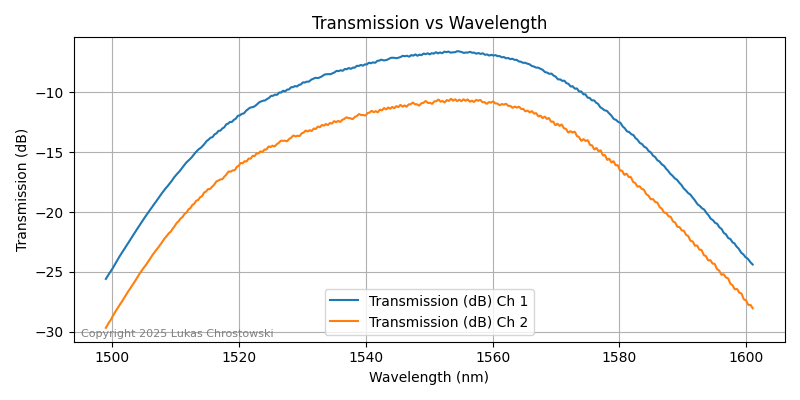 Transmission vs Wavelength
Transmission (dB)
−10
−15
−20
−25
−30
Transmission (dB) Ch 1
Transmission (dB) Ch 2
Copyright 2025 Lukas Chrostowski
1500 1520 1540 1560 1580 1600
Wavelength (nm)